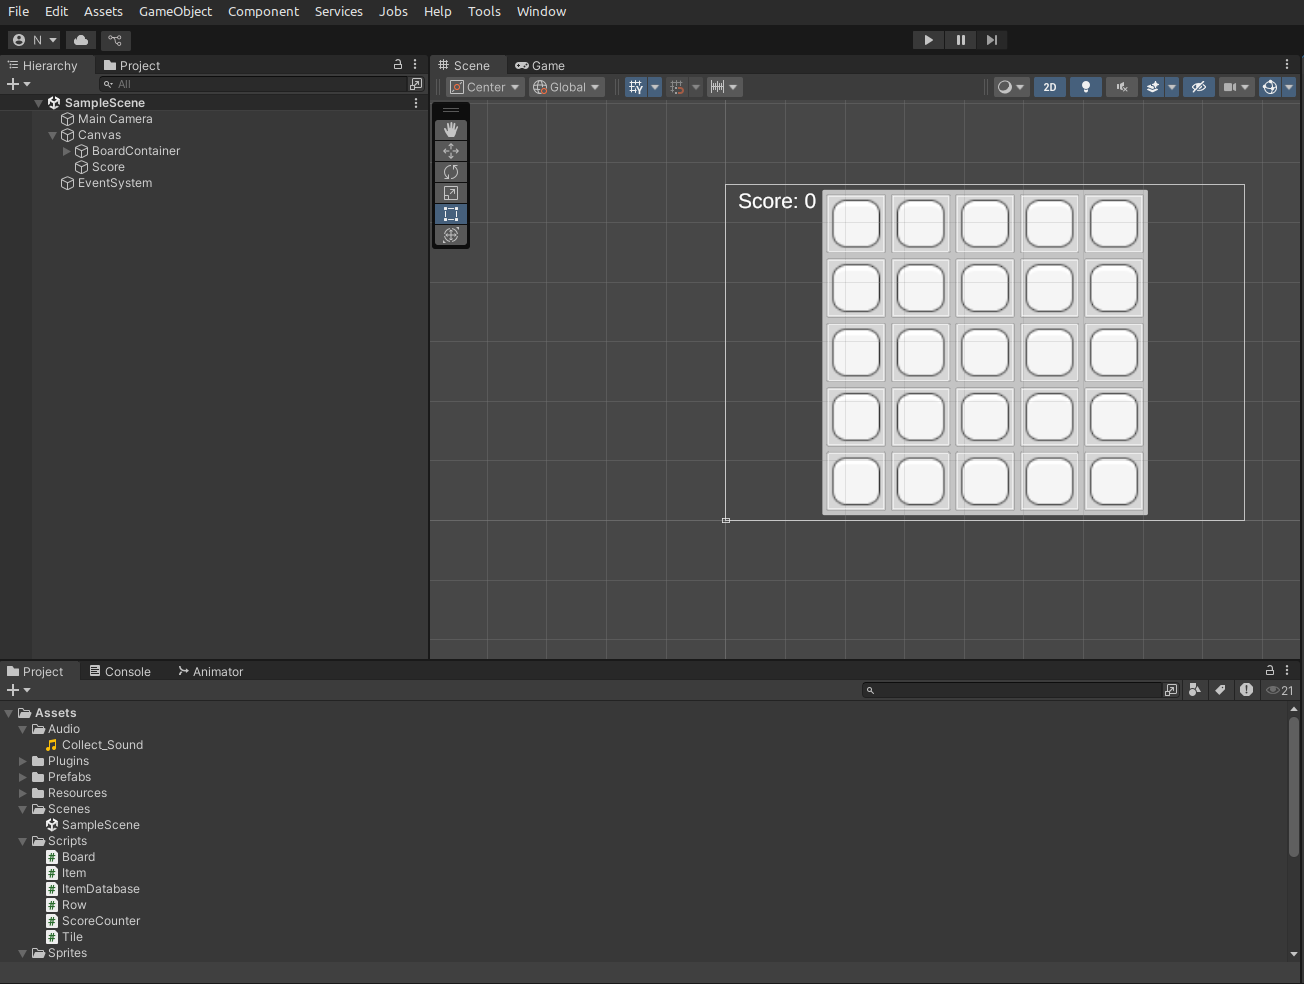 File Edit Assets GameObject Component Services Jobs Help Tools Window
N
Hierarchy Project
All
SampleScene
Main Camera
Canvas
BoardContainer
Score
EventSystem
Scene Game
Center Global 2D
Score: 0
Project Console Animator
21
Assets
Audio
Collect_Sound
Plugins
Prefabs
Resources
Scenes
SampleScene
Scripts
Board
Item
ItemDatabase
Row
ScoreCounter
Tile
Sprites